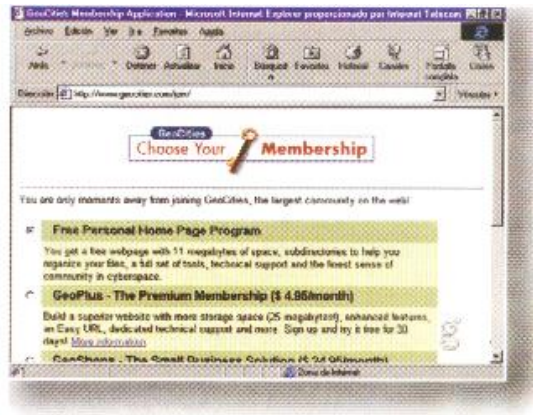 GeoCities Membership Application - Microsoft Internet Explorer proporcionado por Internet Telecom
Archivo Edición Ver Ir a Favoritos Ayuda
Atrás Detener Actualizar Inicio Búsqueda Favoritos Historial Canales Pantalla completa Correo
Dirección http://www.geocities.com/join/ Vínculos
GeoCities
Choose Your Membership
You are only moments away from joining GeoCities, the largest community on the web!
Free Personal Home Page Program
You get a free webpage with 11 megabytes of space, subdirectories to help you
organize your files, a full set of tools, technical support and the finest sense of
community in cyberspace.
GeoPlus - The Premium Membership ($ 4.95/month)
Build a superior website with more storage space (25 megabytes), enhanced features,
an Easy URL, dedicated technical support and more. Sign up and try it free for 30
days! More information
GeoShops - The Small Business Solution ($ 24.95/month)
Zona de Internet